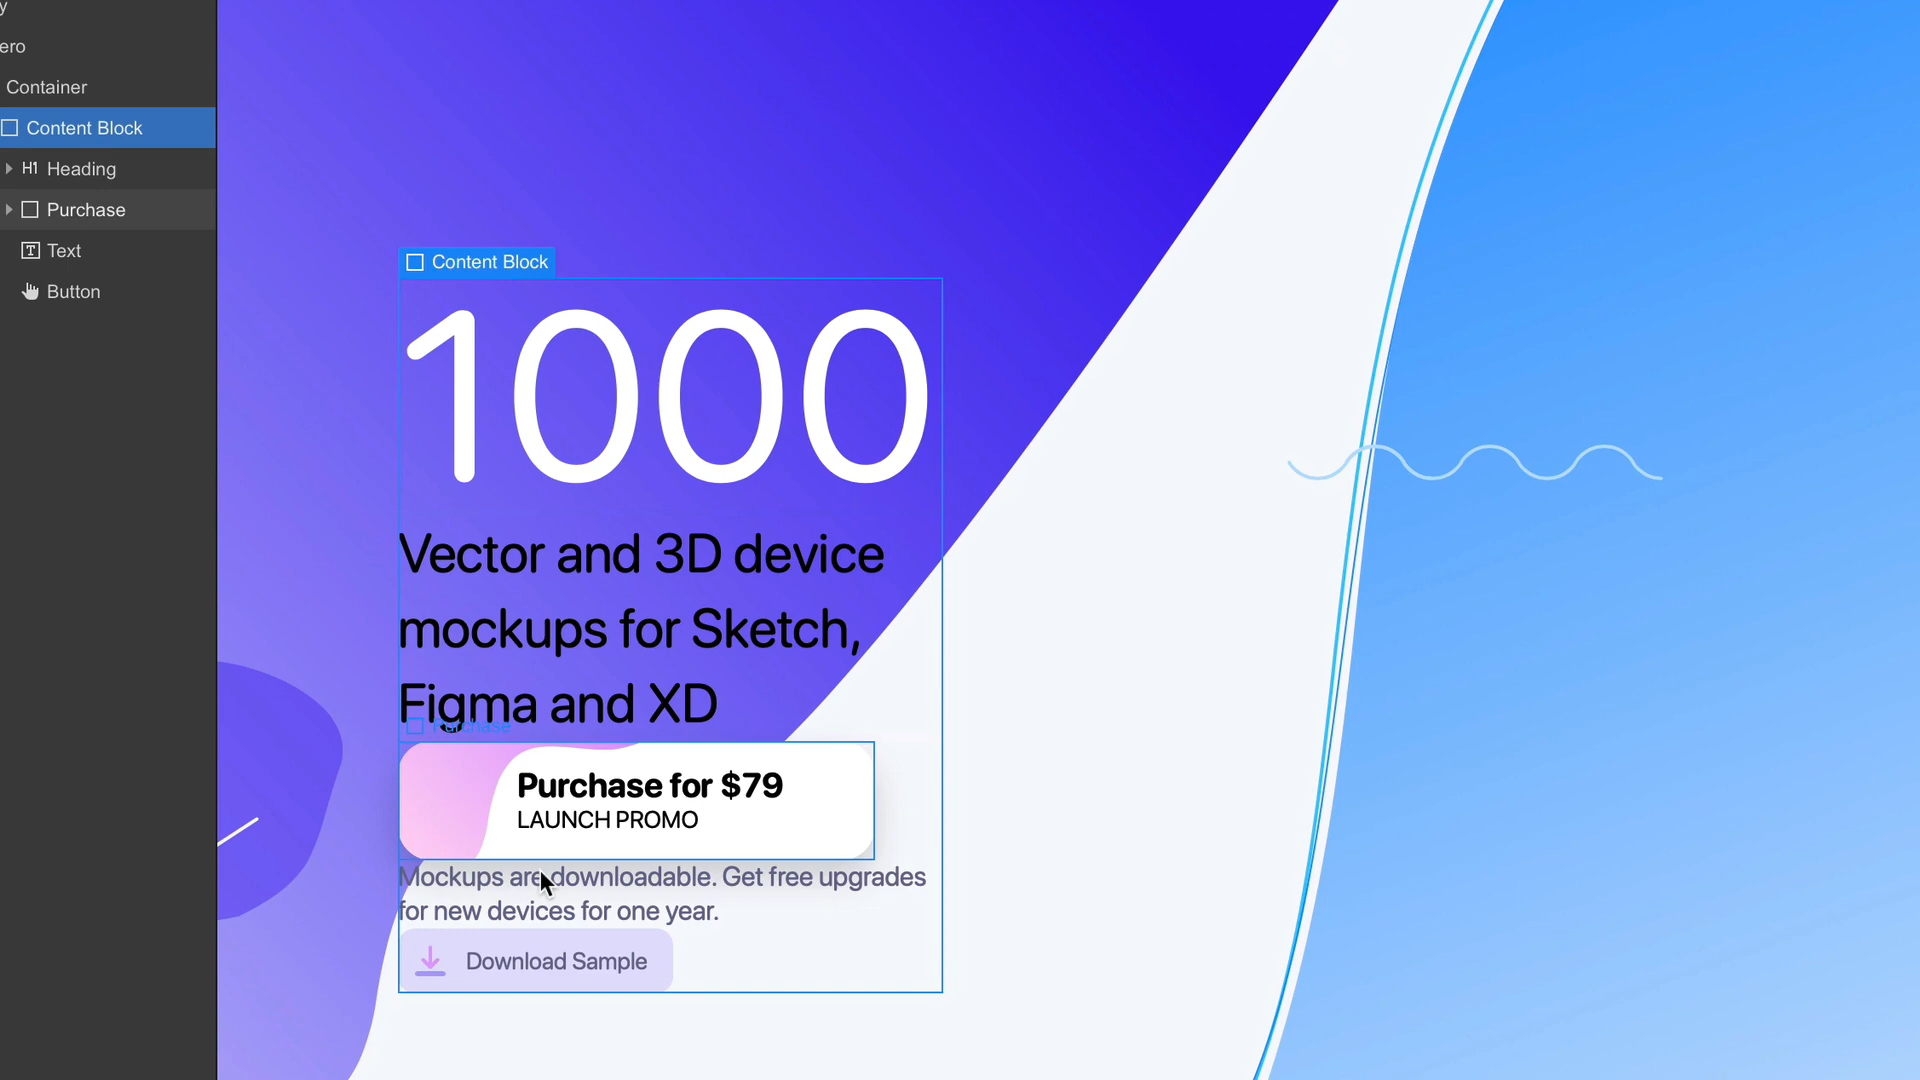 y
ero
Container
Content Block
H1 Heading
Purchase
T Text
Button
Content Block
1000
Vector and 3D device
mockups for Sketch,
Figma and XD
Purchase
Purchase for $79
LAUNCH PROMO
Mockups are downloadable. Get free upgrades
for new devices for one year.
Download Sample